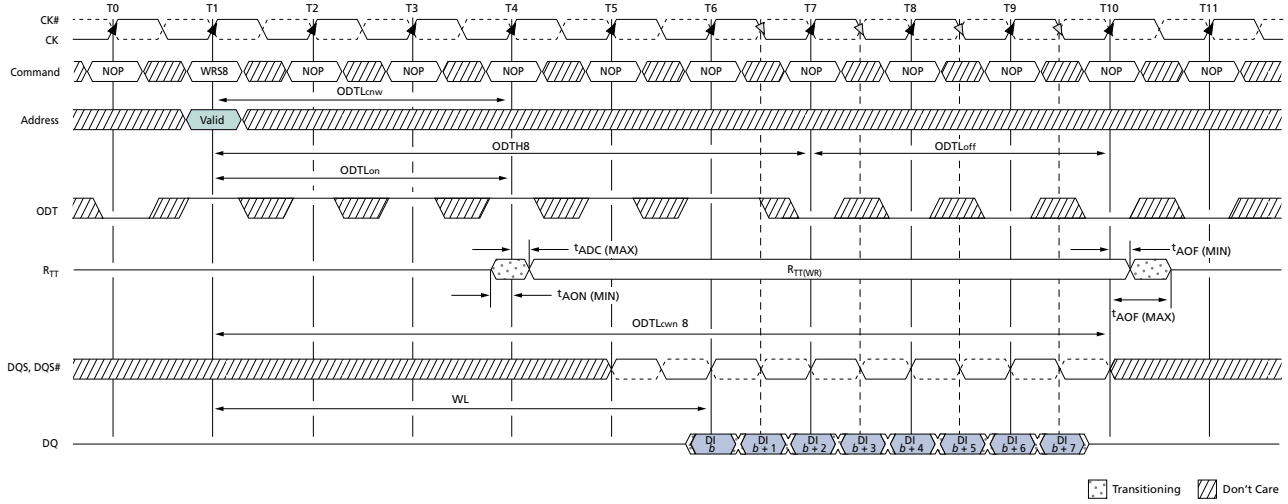 T0 T1 T2 T3 T4 T5 T6 T7 T8 T9 T10 T11
CK#
CK
Command NOP WRS8 NOP NOP NOP NOP NOP NOP NOP NOP NOP NOP
ODTLcnw
Address Valid
ODTH8 ODTLoff
ODTLon
ODT
tADC (MAX) tAOF (MIN)
RTT RTT(WR)
tAON (MIN)
tAOF (MAX)
ODTLcwn 8
DQS, DQS#
WL
DQ DI b DI b + 1 DI b + 2 DI b + 3 DI b + 4 DI b + 5 DI b + 6 DI b + 7
Transitioning Don't Care